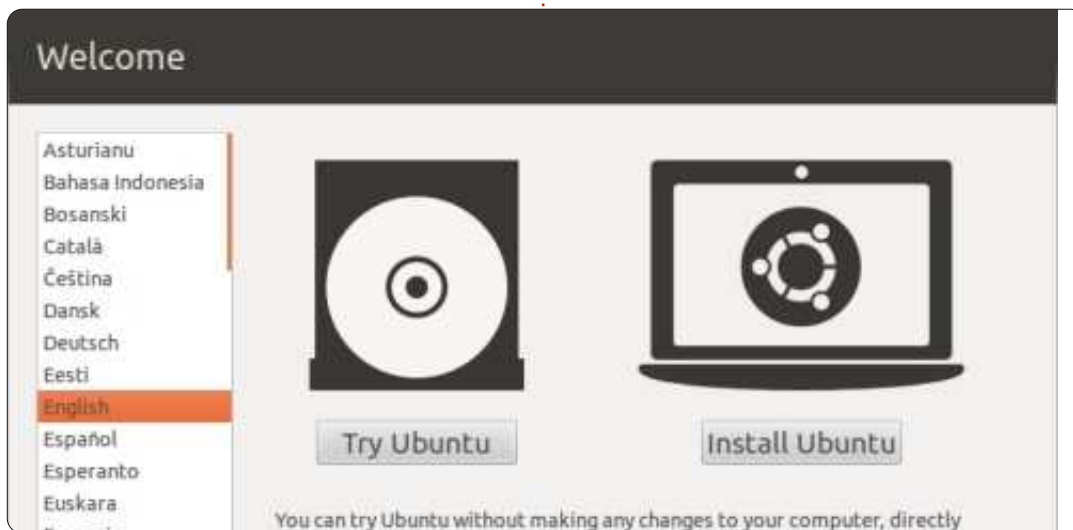 Welcome
Asturianu
Bahasa Indonesia
Bosanski
Català
Čeština
Dansk
Deutsch
Eesti
English
Español
Esperanto
Euskara
Try Ubuntu
Install Ubuntu
You can try Ubuntu without making any changes to your computer, directly